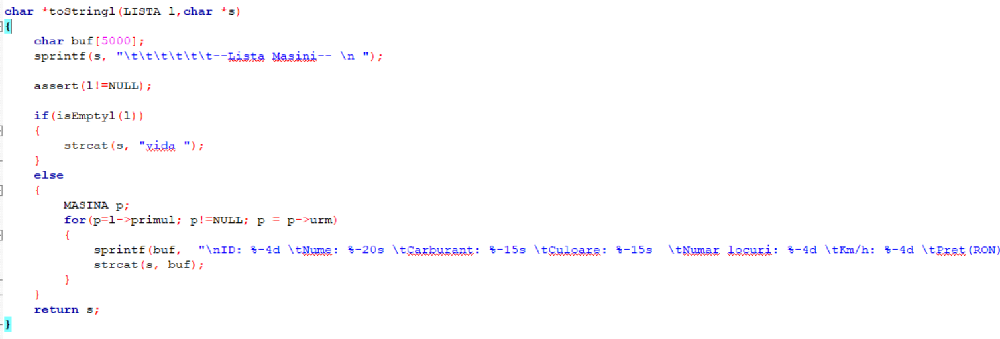 char *toStringl(LISTA l,char *s)
{
    char buf[5000];
    sprintf(s, "\t\t\t\t\t\t--Lista Masini-- \n ");
    assert(l!=NULL);
    if(isEmptyl(l))
    {
        strcat(s, "vida ");
    }
    else
    {
        MASINA p;
        for(p=l->primul; p!=NULL; p = p->urm)
        {
            sprintf(buf,  "\nID: %-4d \tNume: %-20s \tCarburant: %-15s \tCuloare: %-15s  \tNumar locuri: %-4d \tKm/h: %-4d \tPret(RON)
            strcat(s, buf);
        }
    }
    return s;
}